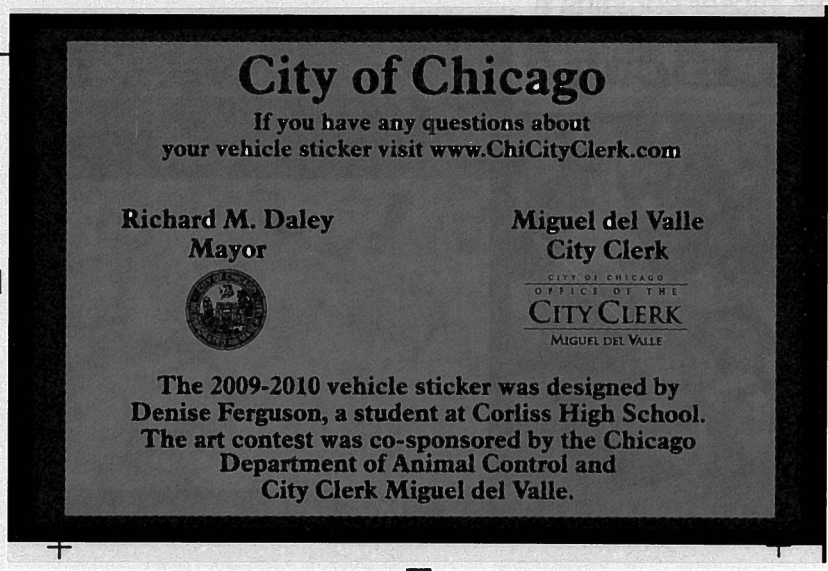 City of Chicago
If you have any questions about
your vehicle sticker visit www.ChiCityClerk.com
Richard M. Daley
Mayor
Miguel del Valle
City Clerk
CITY OF CHICAGO
OFFICE OF THE
CITY CLERK
MIGUEL DEL VALLE
The 2009-2010 vehicle sticker was designed by
Denise Ferguson, a student at Corliss High School.
The art contest was co-sponsored by the Chicago
Department of Animal Control and
City Clerk Miguel del Valle.